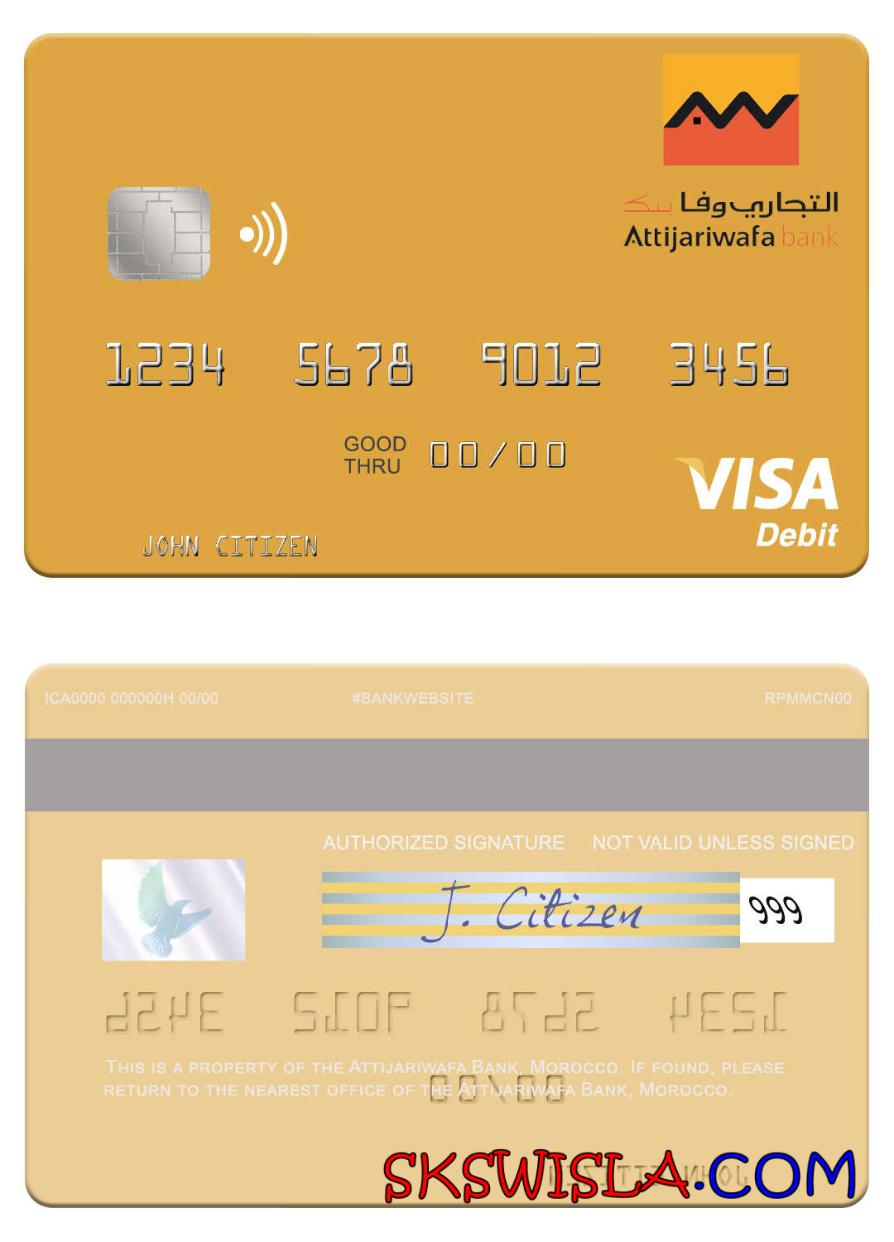 التجاري وفا بنك
Attijariwafa bank
1234 5678 9012 3456
GOOD THRU 00/00
VISA
Debit
JOHN CITIZEN
ICA0000 000000H 00/00 #BANKWEBSITE RPMMCN00
AUTHORIZED SIGNATURE NOT VALID UNLESS SIGNED
J. Citizen 999
THIS IS A PROPERTY OF THE ATTIJARIWAFA BANK, MOROCCO. IF FOUND, PLEASE
RETURN TO THE NEAREST OFFICE OF THE ATTIJARIWAFA BANK, MOROCCO.
SKSWISLA.COM